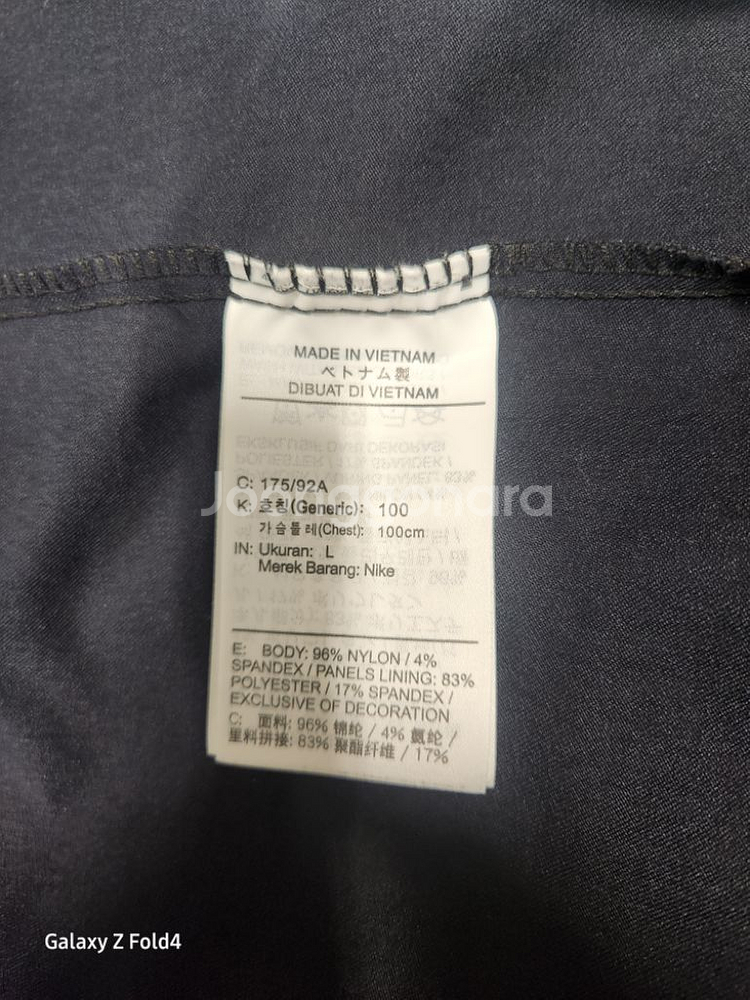 MADE IN VIETNAM
ベトナム製
DIBUAT DI VIETNAM
C: 175/92A
K: 호칭(Generic): 100
가슴둘레(Chest): 100cm
IN: Ukuran: L
Merek Barang: Nike
E: BODY: 96% NYLON / 4%
SPANDEX / PANELS LINING: 83%
POLYESTER / 17% SPANDEX /
EXCLUSIVE OF DECORATION
C: 面料: 96% 锦纶 / 4% 氨纶 /
里料拼接: 83% 聚酯纤维 / 17%
Joonggonara
Galaxy Z Fold4